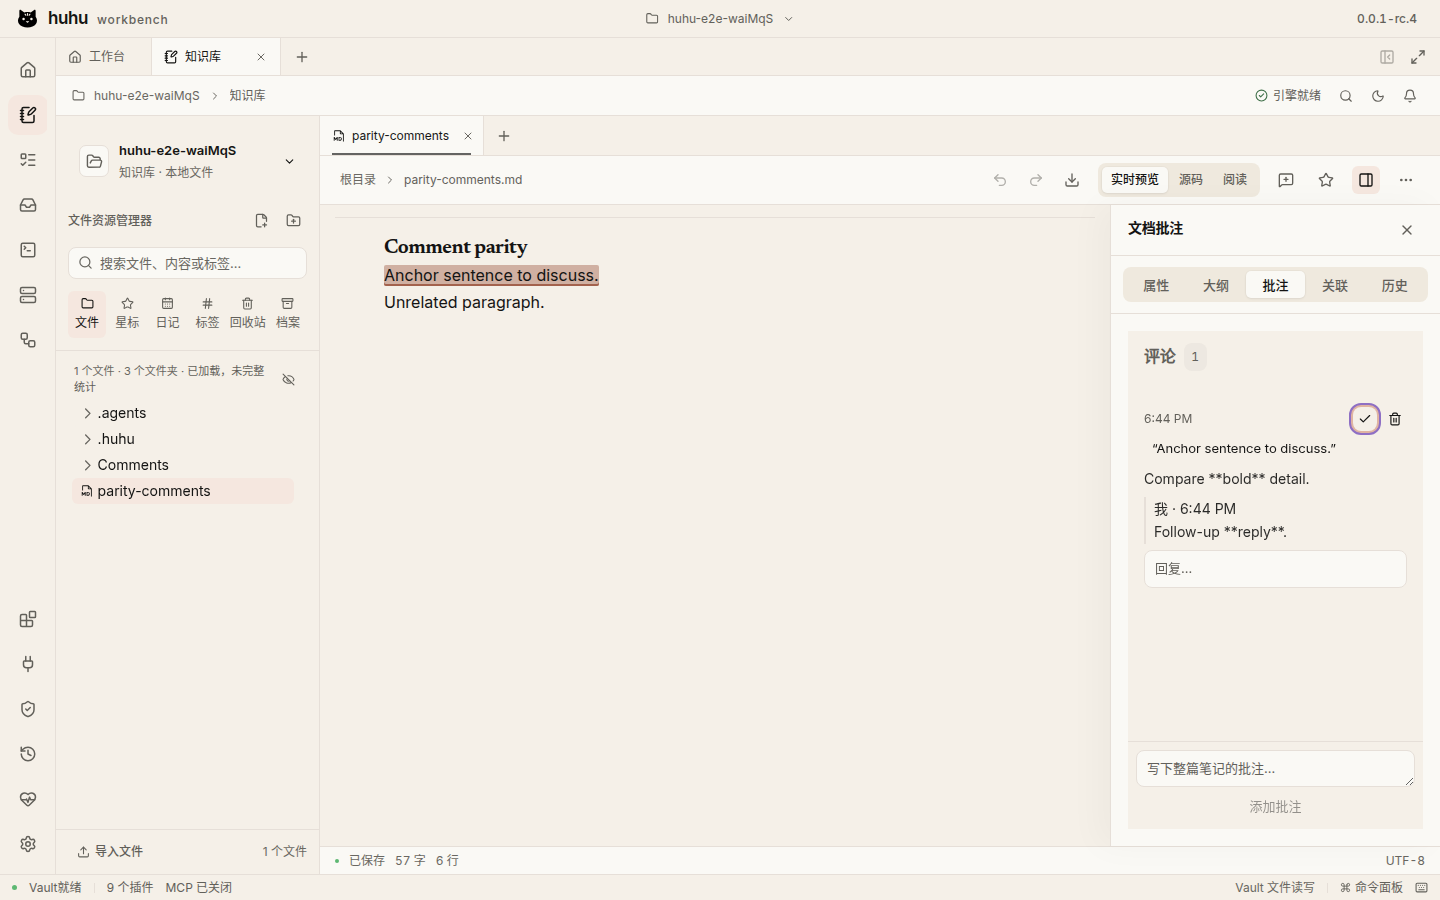 huhu workbench
huhu-e2e-waiMqS
0.0.1-rc.4
工作台
知识库
huhu-e2e-waiMqS
知识库
引擎就绪
huhu-e2e-waiMqS
知识库 · 本地文件
文件资源管理器
搜索文件、内容或标签...
文件
星标
日记
标签
回收站
档案
1 个文件 · 3 个文件夹 · 已加载，未完整
统计
.agents
.huhu
Comments
parity-comments
导入文件
1 个文件
parity-comments
根目录
parity-comments.md
实时预览
源码
阅读
Comment parity
Anchor sentence to discuss.
Unrelated paragraph.
文档批注
属性
大纲
批注
关联
历史
评论 1
6:44 PM
“Anchor sentence to discuss.”
Compare **bold** detail.
我 · 6:44 PM
Follow-up **reply**.
回复...
写下整篇笔记的批注...
添加批注
已保存 57 字 6 行
UTF-8
Vault就绪
9 个插件
MCP 已关闭
Vault 文件读写
⌘ 命令面板